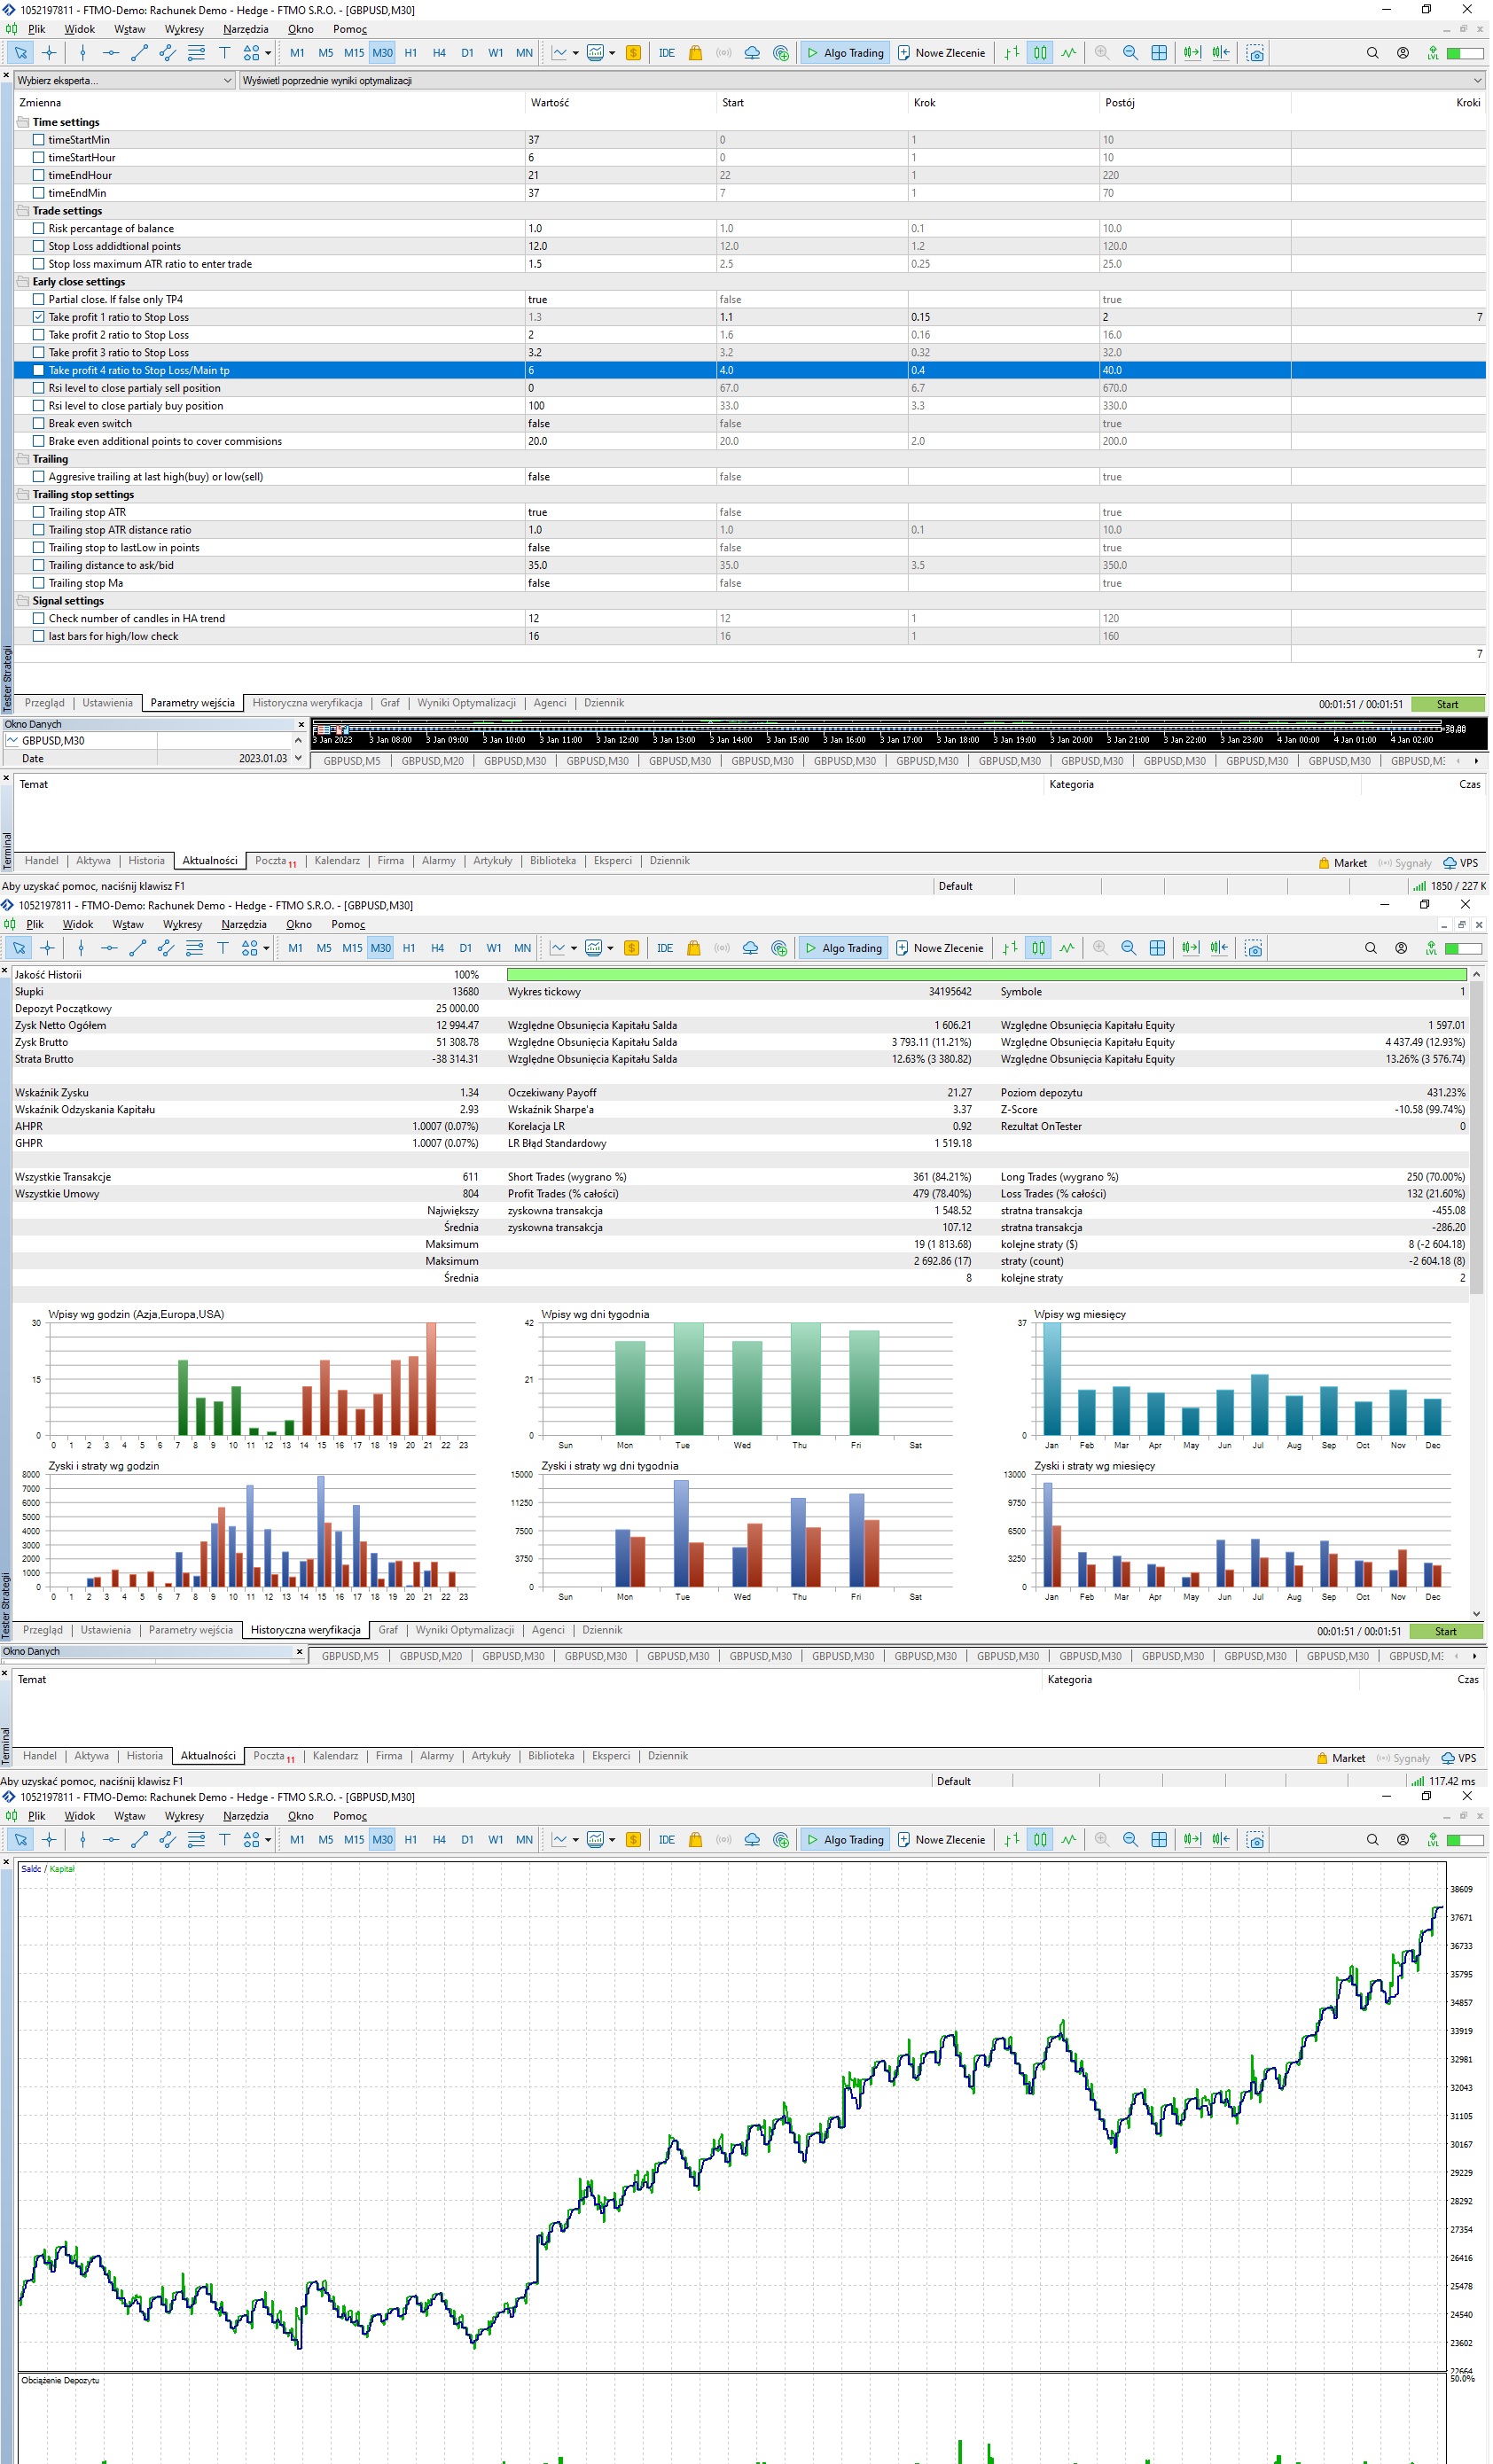 1052197811 - FTMO-Demo: Rachunek Demo - Hedge - FTMO S.R.O. - [GBPUSD,M30]
Plik Widok Wstaw Wykresy Narzędzia Okno Pomoc
M1 M5 M15 M30 H1 H4 D1 W1 MN IDE Algo Trading Nowe Zlecenie LVL
Wybierz eksperta... Wyświetl poprzednie wyniki optymalizacji
Zmienna Wartość Start Krok Postój Kroki
Time settings
timeStartMin 37 0 1 10
timeStartHour 6 0 1 10
timeEndHour 21 22 1 220
timeEndMin 37 7 1 70
Trade settings
Risk percantage of balance 1.0 1.0 0.1 10.0
Stop Loss addidtional points 12.0 12.0 1.2 120.0
Stop loss maximum ATR ratio to enter trade 1.5 2.5 0.25 25.0
Early close settings
Partial close. If false only TP4 true false true
Take profit 1 ratio to Stop Loss 1.3 1.1 0.15 2 7
Take profit 2 ratio to Stop Loss 2 1.6 0.16 16.0
Take profit 3 ratio to Stop Loss 3.2 3.2 0.32 32.0
Take profit 4 ratio to Stop Loss/Main tp 6 4.0 0.4 40.0
Rsi level to close partialy sell position 0 67.0 6.7 670.0
Rsi level to close partialy buy position 100 33.0 3.3 330.0
Break even switch false false true
Brake even additional points to cover commisions 20.0 20.0 2.0 200.0
Trailing
Aggresive trailing at last high(buy) or low(sell) false false true
Trailing stop settings
Trailing stop ATR true false true
Trailing stop ATR distance ratio 1.0 1.0 0.1 10.0
Trailing stop to lastLow in points false false true
Trailing distance to ask/bid 35.0 35.0 3.5 350.0
Trailing stop Ma false false true
Signal settings
Check number of candles in HA trend 12 12 1 120
last bars for high/low check 16 16 1 160
7
Tester Strategii
Przegląd Ustawienia Parametry wejścia Historyczna weryfikacja Graf Wyniki Optymalizacji Agenci Dziennik 00:01:51 / 00:01:51 Start
Okno Danych
GBPUSD,M30
Date 2023.01.03
3 Jan 2023 3 Jan 08:00 3 Jan 09:00 3 Jan 10:00 3 Jan 11:00 3 Jan 12:00 3 Jan 13:00 3 Jan 14:00 3 Jan 15:00 3 Jan 16:00 3 Jan 17:00 3 Jan 18:00 3 Jan 19:00 3 Jan 20:00 3 Jan 21:00 3 Jan 22:00 3 Jan 23:00 4 Jan 00:00 4 Jan 01:00 4 Jan 02:00
GBPUSD,M5 GBPUSD,M20 GBPUSD,M30 GBPUSD,M30 GBPUSD,M30 GBPUSD,M30 GBPUSD,M30 GBPUSD,M30 GBPUSD,M30 GBPUSD,M30 GBPUSD,M30 GBPUSD,M30 GBPUSD,M30
Temat Kategoria Czas
Terminal
Handel Aktywa Historia Aktualności Poczta 11 Kalendarz Firma Alarmy Artykuły Biblioteka Eksperci Dziennik Market Sygnały VPS
Aby uzyskać pomoc, naciśnij klawisz F1 Default 1850 / 227 K
1052197811 - FTMO-Demo: Rachunek Demo - Hedge - FTMO S.R.O. - [GBPUSD,M30]
Plik Widok Wstaw Wykresy Narzędzia Okno Pomoc
M1 M5 M15 M30 H1 H4 D1 W1 MN IDE Algo Trading Nowe Zlecenie LVL
Jakość Historii 100%
Słupki 13680 Wykres tickowy 34195642 Symbole 1
Depozyt Początkowy 25 000.00
Zysk Netto Ogółem 12 994.47 Względne Obsunięcia Kapitału Salda 1 606.21 Względne Obsunięcia Kapitału Equity 1 597.01
Zysk Brutto 51 308.78 Względne Obsunięcia Kapitału Salda 3 793.11 (11.21%) Względne Obsunięcia Kapitału Equity 4 437.49 (12.93%)
Strata Brutto -38 314.31 Względne Obsunięcia Kapitału Salda 12.63% (3 380.82) Względne Obsunięcia Kapitału Equity 13.26% (3 576.74)
Wskaźnik Zysku 1.34 Oczekiwany Payoff 21.27 Poziom depozytu 431.23%
Wskaźnik Odzyskania Kapitału 2.93 Wskaźnik Sharpe'a 3.37 Z-Score -10.58 (99.74%)
AHPR 1.0007 (0.07%) Korelacja LR 0.92 Rezultat OnTester 0
GHPR 1.0007 (0.07%) LR Błąd Standardowy 1 519.18
Wszystkie Transakcje 611 Short Trades (wygrano %) 361 (84.21%) Long Trades (wygrano %) 250 (70.00%)
Wszystkie Umowy 804 Profit Trades (% całości) 479 (78.40%) Loss Trades (% całości) 132 (21.60%)
Największy zyskowna transakcja 1 548.52 stratna transakcja -455.08
Średnia zyskowna transakcja 107.12 stratna transakcja -286.20
Maksimum 19 (1 813.68) kolejne straty ($) 8 (-2 604.18)
Maksimum 2 692.86 (17) straty (count) -2 604.18 (8)
Średnia 8 kolejne straty 2
Wpisy wg godzin (Azja,Europa,USA) Wpisy wg dni tygodnia Wpisy wg miesięcy
30 42 37
15 21
0 0 0
0 1 2 3 4 5 6 7 8 9 10 11 12 13 14 15 16 17 18 19 20 21 22 23 Sun Mon Tue Wed Thu Fri Sat Jan Feb Mar Apr May Jun Jul Aug Sep Oct Nov Dec
Zyski i straty wg godzin Zyski i straty wg dni tygodnia Zyski i straty wg miesięcy
8000 15000 13000
7000
6000 11250 9750
5000
4000 7500 6500
3000
2000 3750 3250
1000
0 0 0
0 1 2 3 4 5 6 7 8 9 10 11 12 13 14 15 16 17 18 19 20 21 22 23 Sun Mon Tue Wed Thu Fri Sat Jan Feb Mar Apr May Jun Jul Aug Sep Oct Nov Dec
Tester Strategii
Przegląd Ustawienia Parametry wejścia Historyczna weryfikacja Graf Wyniki Optymalizacji Agenci Dziennik 00:01:51 / 00:01:51 Start
Okno Danych
GBPUSD,M5 GBPUSD,M20 GBPUSD,M30 GBPUSD,M30 GBPUSD,M30 GBPUSD,M30 GBPUSD,M30 GBPUSD,M30 GBPUSD,M30 GBPUSD,M30 GBPUSD,M30 GBPUSD,M30 GBPUSD,M30
Temat Kategoria Czas
Terminal
Handel Aktywa Historia Aktualności Poczta 11 Kalendarz Firma Alarmy Artykuły Biblioteka Eksperci Dziennik Market Sygnały VPS
Aby uzyskać pomoc, naciśnij klawisz F1 Default 117.42 ms
1052197811 - FTMO-Demo: Rachunek Demo - Hedge - FTMO S.R.O. - [GBPUSD,M30]
Plik Widok Wstaw Wykresy Narzędzia Okno Pomoc
M1 M5 M15 M30 H1 H4 D1 W1 MN IDE Algo Trading Nowe Zlecenie LVL
Saldo / Kapitał
38609
37671
36733
35795
34857
33919
32981
32043
31105
30167
29229
28292
27354
26416
25478
24540
23602
22664
Obciążenie Depozytu 50.0%